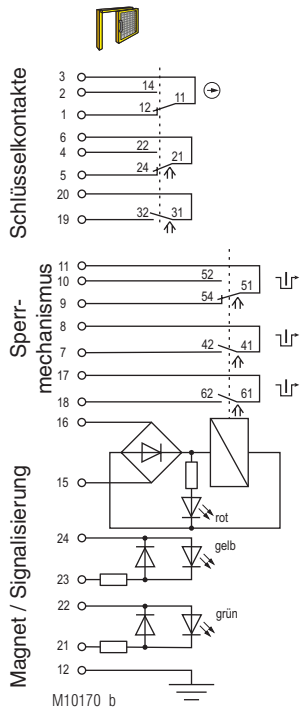 Schlüsselkontakte
3
2 14
11
1 12
6
4 22
21
5 24
20
19 32 31
Sperr-
mechanismus
11
10 52
51
9 54
8
7 42 41
17
18 62 61
Magnet / Signalisierung
16
15
rot
24
gelb
23
22
grün
21
12
M10170_b